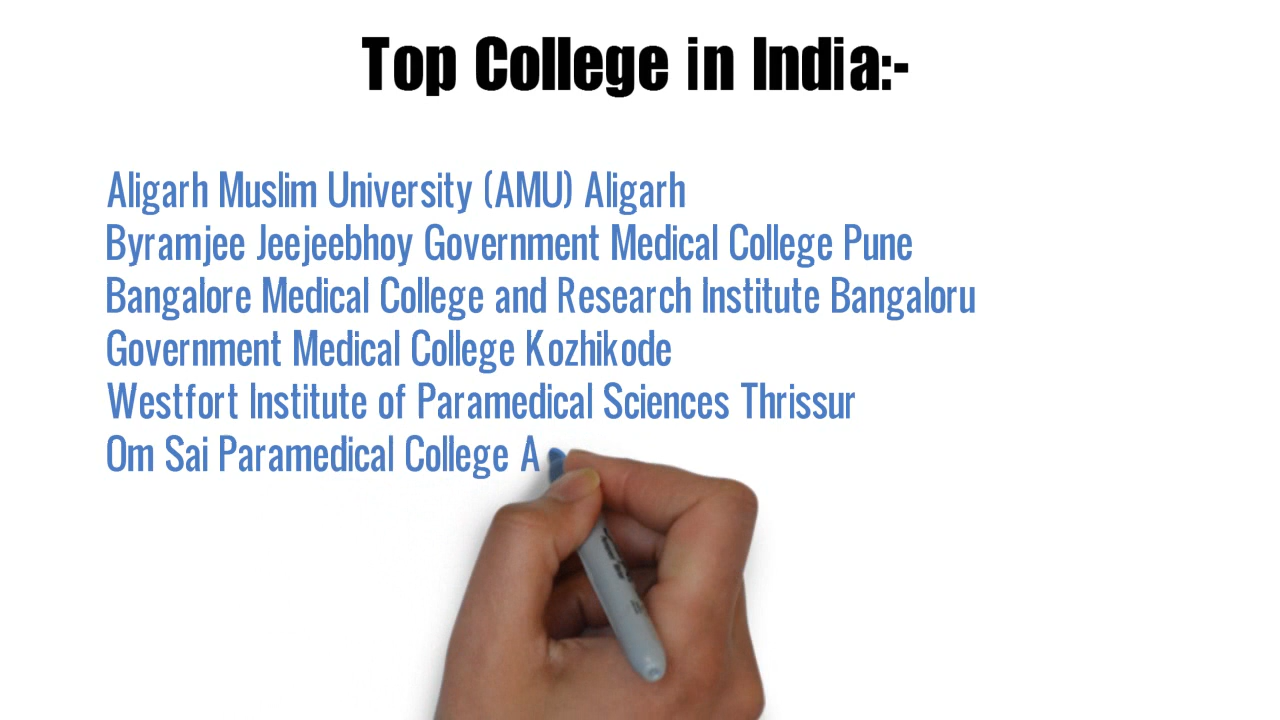 Top College in India:-
Aligarh Muslim University (AMU) Aligarh
Byramjee Jeejeebhoy Government Medical College Pune
Bangalore Medical College and Research Institute Bangaloru
Government Medical College Kozhikode
Westfort Institute of Paramedical Sciences Thrissur
Om Sai Paramedical College A